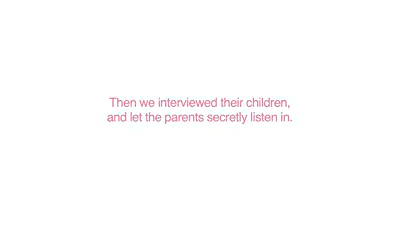 Then we interviewed their children,
and let the parents secretly listen in.